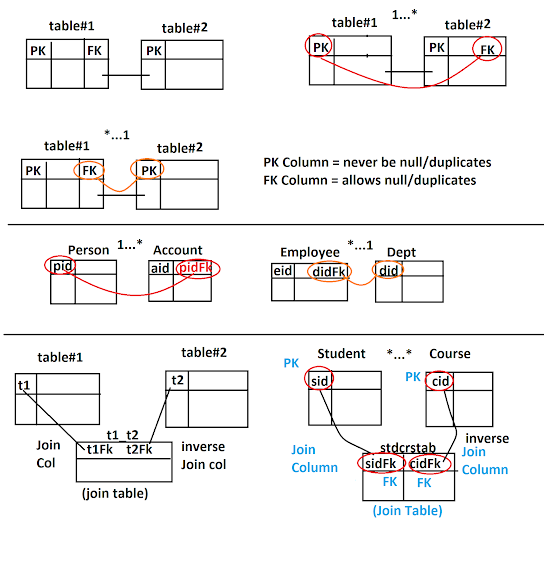 table#1
table#2
PK
FK
PK
1...*
table#1
table#2
PK
PK
FK
*...1
table#1
table#2
PK
FK
PK
PK Column = never be null/duplicates
FK Column = allows null/duplicates
Person
1...*
Account
pid
aid
pidFk
Employee
*...1
Dept
eid
didFk
did
table#1
table#2
t1
t2
t1_t2
t1Fk
t2Fk
Join
Col
inverse
Join col
(join table)
Student
*...*
Course
PK
sid
PK
cid
Join
Column
stdcrstab
inverse
Join
Column
sidFk
cidFk
FK
FK
(Join Table)